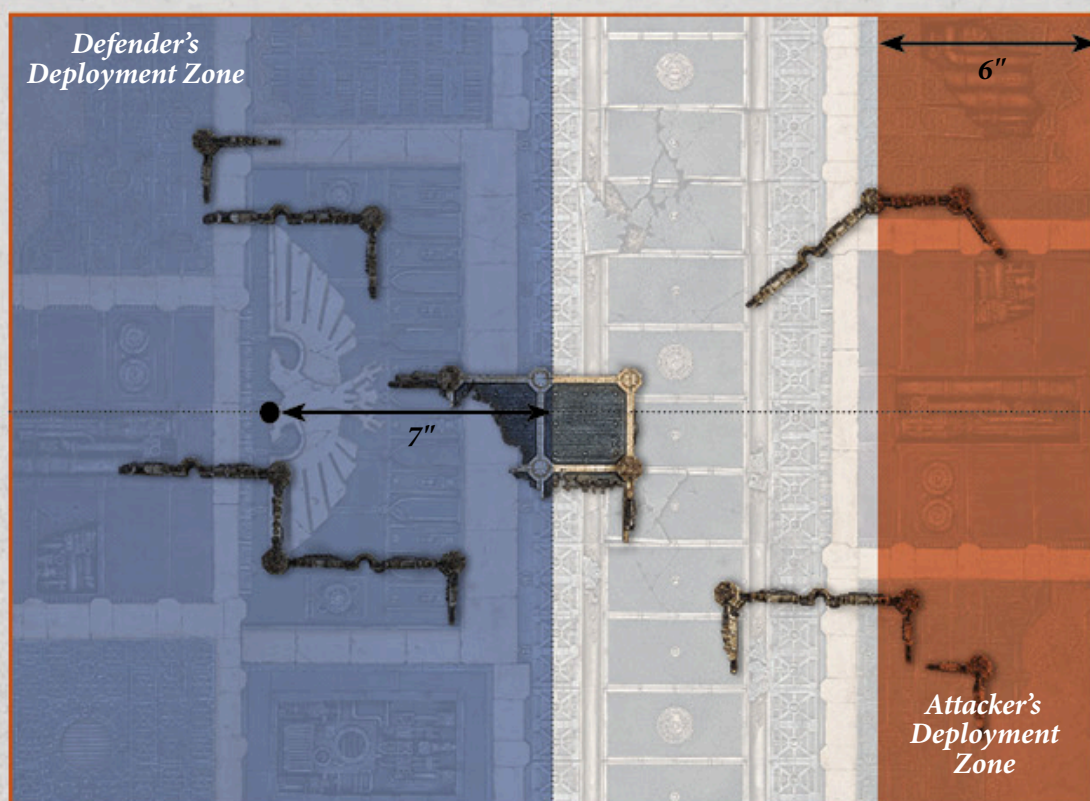 Defender's
Deployment Zone
6"
7"
Attacker's
Deployment
Zone